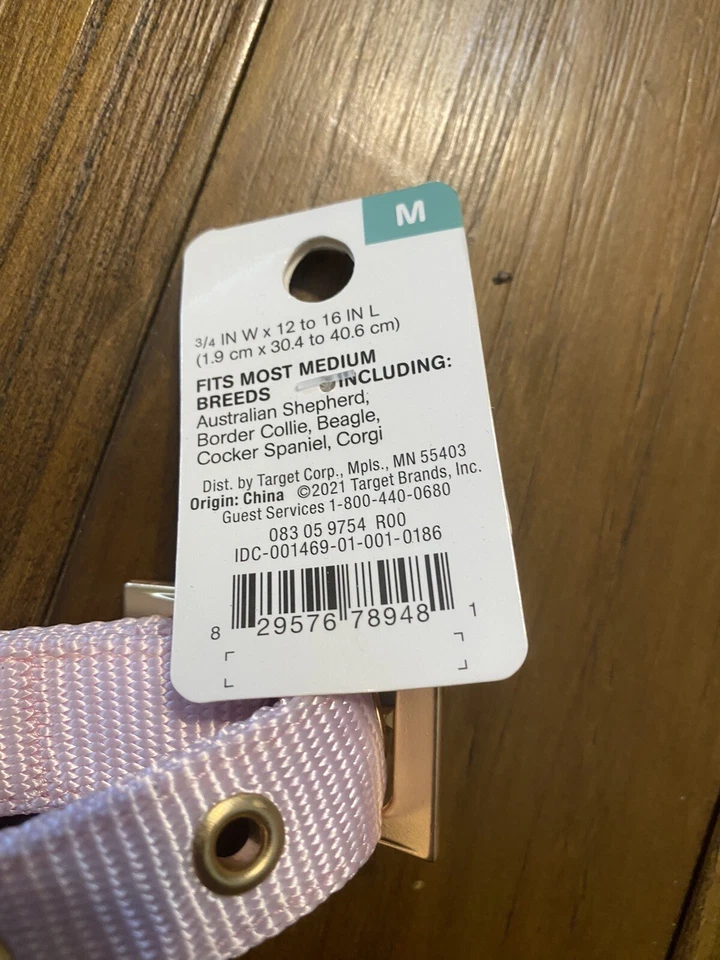 M
3/4 IN W x 12 to 16 IN L
(1.9 cm x 30.4 to 40.6 cm)
FITS MOST MEDIUM
BREEDS INCLUDING:
Australian Shepherd,
Border Collie, Beagle,
Cocker Spaniel, Corgi
Dist. by Target Corp., Mpls., MN 55403
Origin: China ©2021 Target Brands, Inc.
Guest Services 1-800-440-0680
083 05 9754 R00
IDC-001469-01-001-0186
8 29576 78948 1